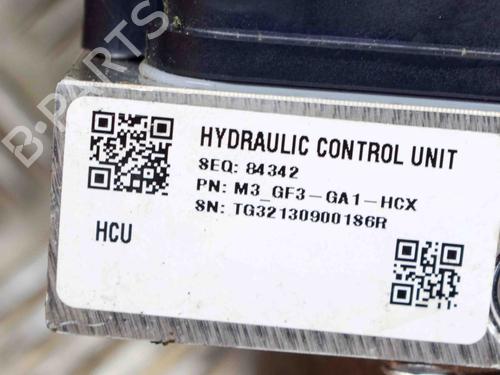 B-PARTS
HYDRAULIC CONTROL UNIT
SEQ: 84342
PN: M3_GF3-GA1-HCX
SN: TG32130900186R
HCU